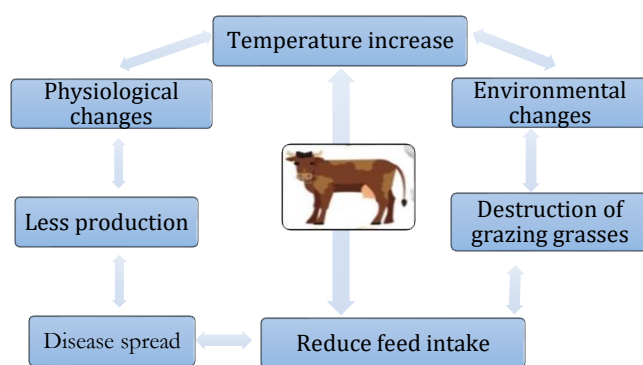 Temperature increase
Physiological
changes
Environmental
changes
Less production
Destruction of
grazing grasses
Disease spread
Reduce feed intake